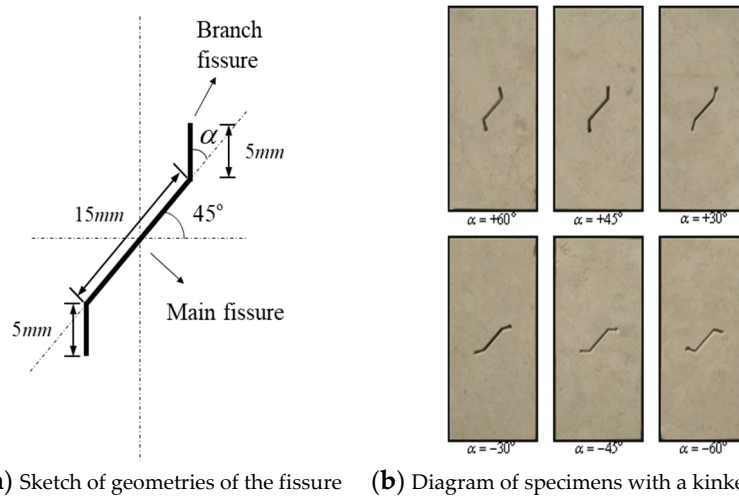 Branch
fissure
α
5mm
15mm
45°
5mm
Main fissure
α = +60°
α = +45°
α = +30°
α = −30°
α = −45°
α = −60°
) Sketch of geometries of the fissure
(b) Diagram of specimens with a kinke